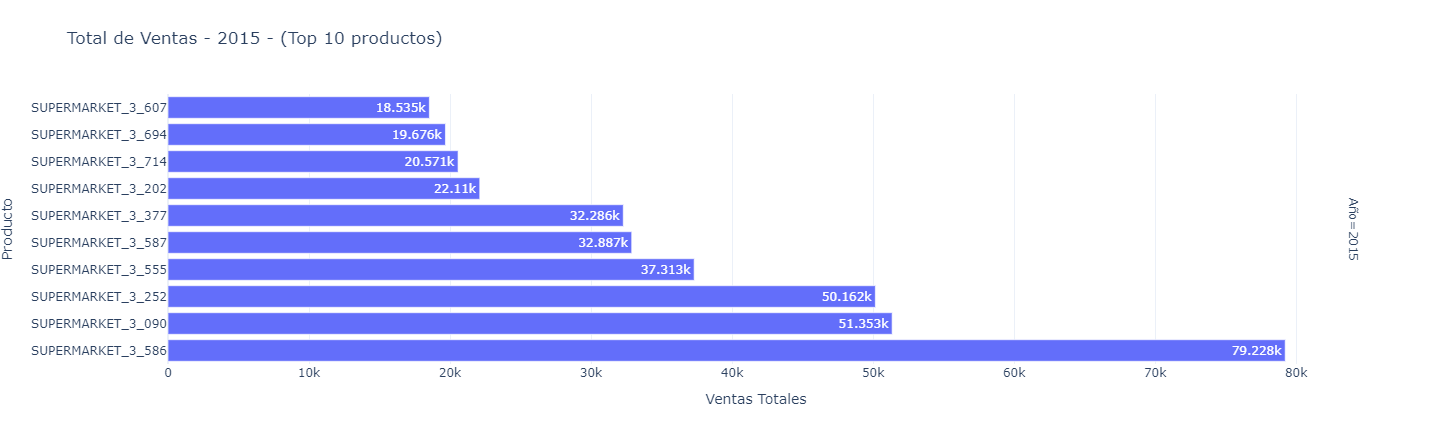 Total de Ventas - 2015 - (Top 10 productos)
Producto
SUPERMARKET_3_607 18.535k
SUPERMARKET_3_694 19.676k
SUPERMARKET_3_714 20.571k
SUPERMARKET_3_202 22.11k
SUPERMARKET_3_377 32.286k
SUPERMARKET_3_587 32.887k
SUPERMARKET_3_555 37.313k
SUPERMARKET_3_252 50.162k
SUPERMARKET_3_090 51.353k
SUPERMARKET_3_586 79.228k
0 10k 20k 30k 40k 50k 60k 70k 80k
Ventas Totales
Año=2015